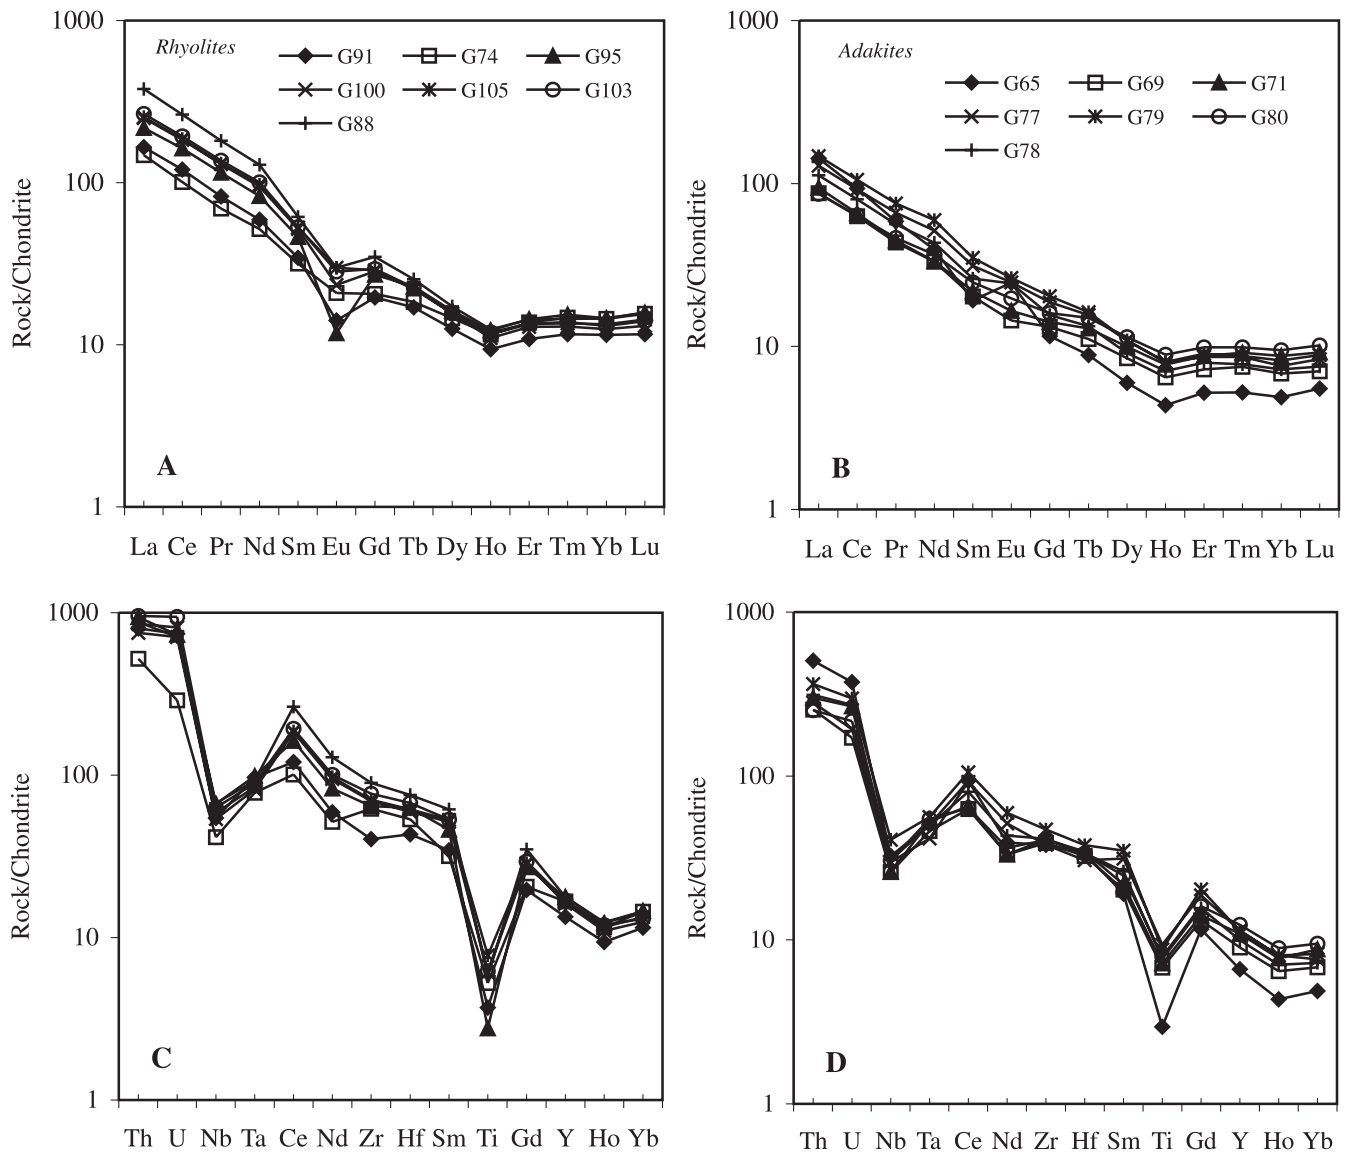 1000
100
10
1
Rock/Chondrite
Rhyolites
G91 G74 G95
G100 G105 G103
G88
A
La Ce Pr Nd Sm Eu Gd Tb Dy Ho Er Tm Yb Lu
1000
100
10
1
Rock/Chondrite
Adakites
G65 G69 G71
G77 G79 G80
G78
B
La Ce Pr Nd Sm Eu Gd Tb Dy Ho Er Tm Yb Lu
1000
100
10
1
Rock/Chondrite
C
Th U Nb Ta Ce Nd Zr Hf Sm Ti Gd Y Ho Yb
1000
100
10
1
Rock/Chondrite
D
Th U Nb Ta Ce Nd Zr Hf Sm Ti Gd Y Ho Yb